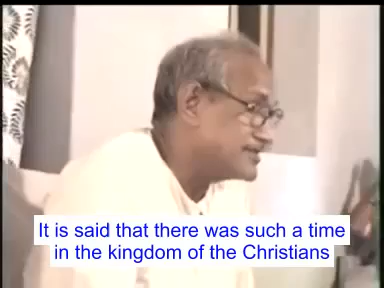 It is said that there was such a time
in the kingdom of the Christians